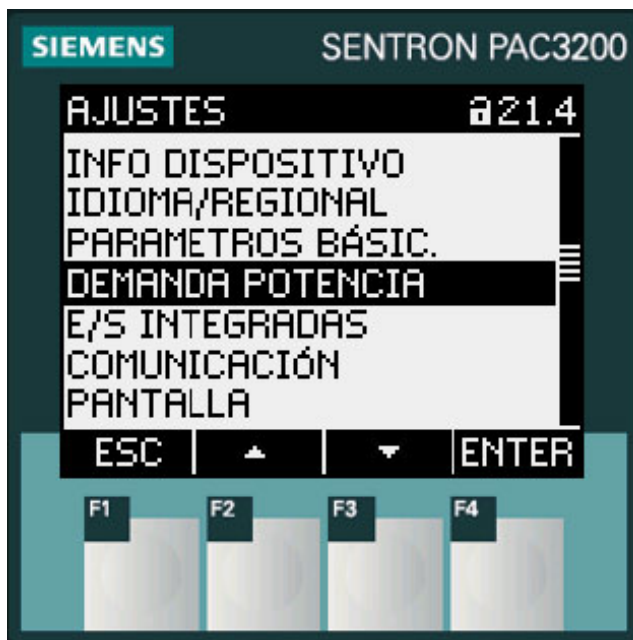 SIEMENS SENTRON PAC3200
AJUSTES 21.4
INFO DISPOSITIVO
IDIOMA/REGIONAL
PARAMETROS BÁSIC.
DEMANDA POTENCIA
E/S INTEGRADAS
COMUNICACIÓN
PANTALLA
ESC ▲ ▼ ENTER
F1 F2 F3 F4